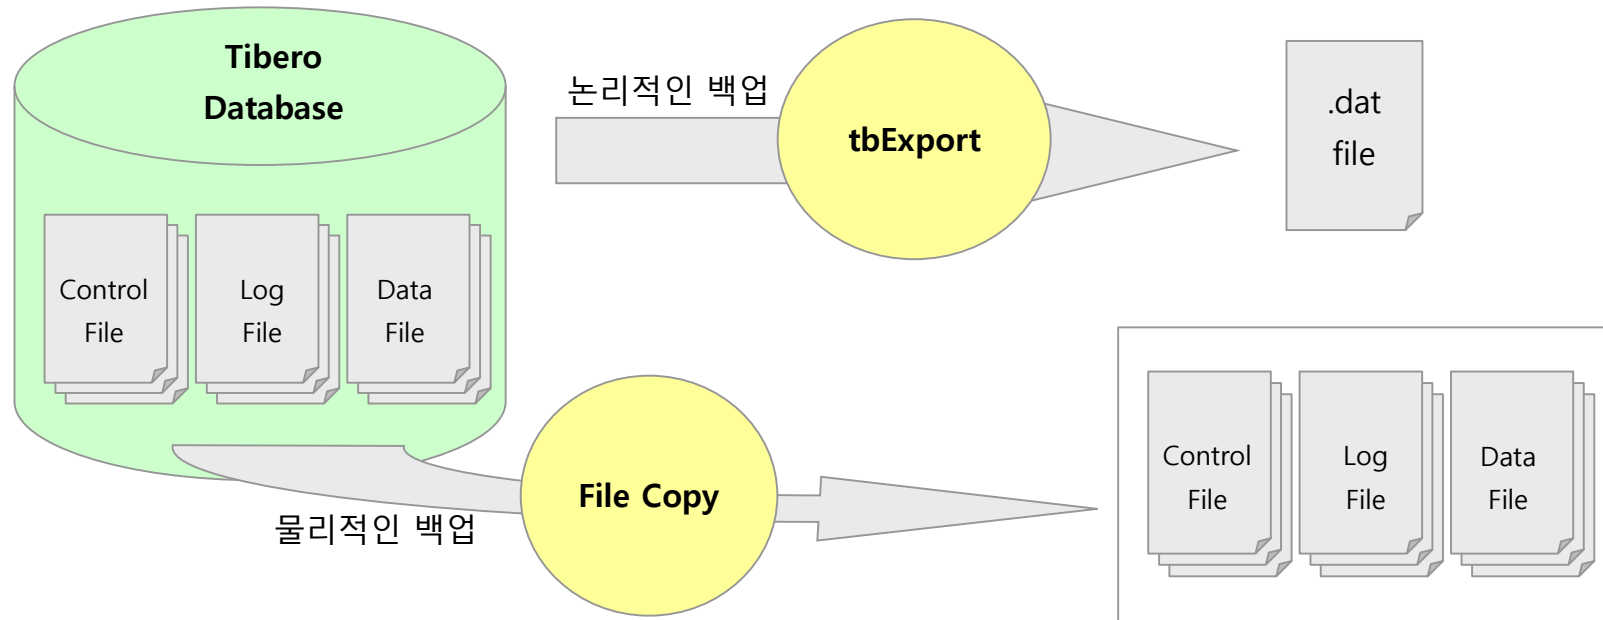 Tibero
Database
논리적인 백업
tbExport
.dat
file
Control
File
Log
File
Data
File
File Copy
물리적인 백업
Control
File
Log
File
Data
File